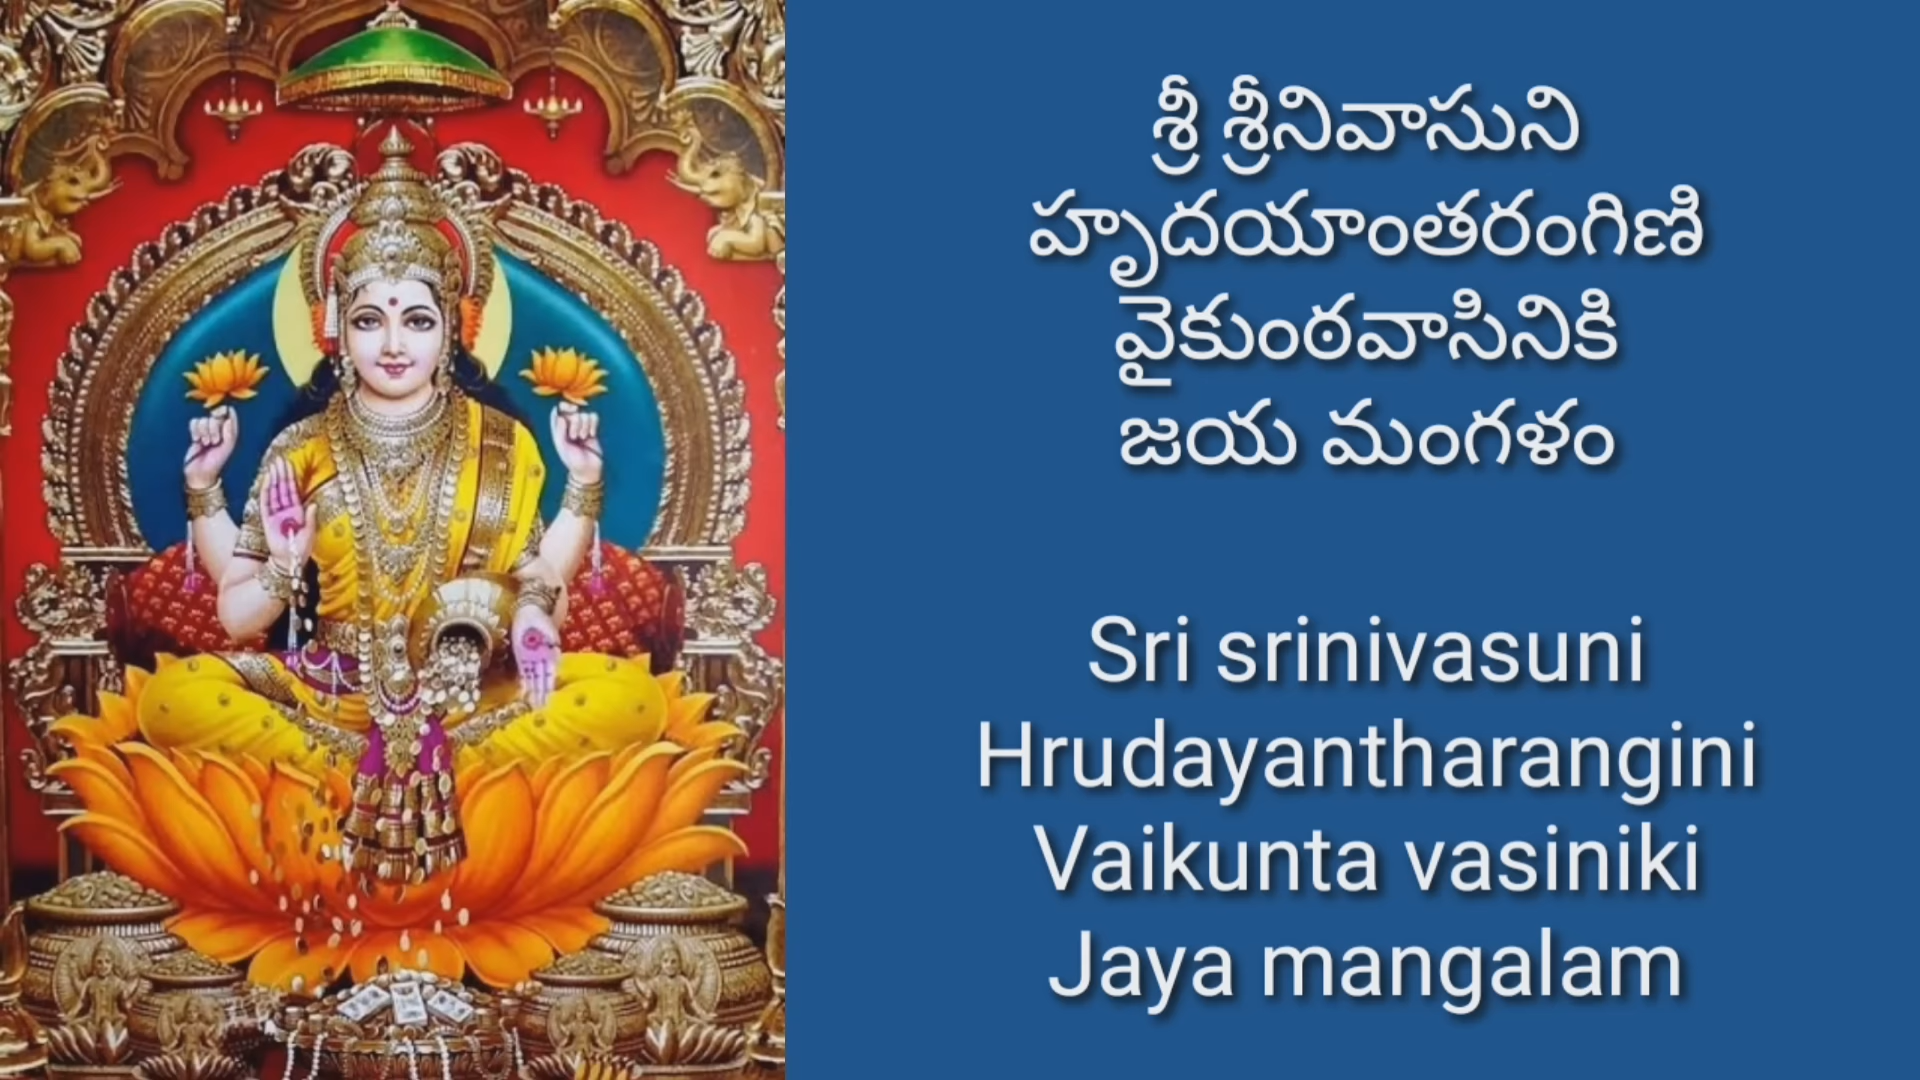 శ్రీ శ్రీనివాసుని
హృదయాంతరంగిణి
వైకుంఠవాసినికి
జయ మంగళం
Sri srinivasuni
Hrudayantharangini
Vaikunta vasiniki
Jaya mangalam